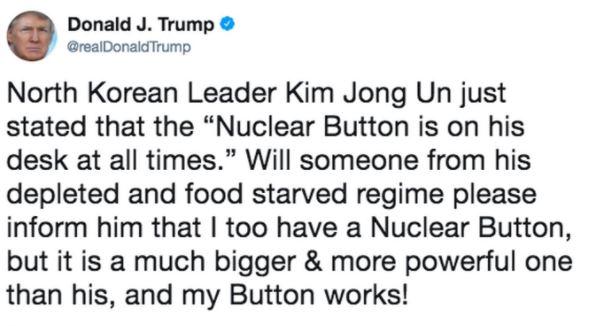 Donald J. Trump
@realDonaldTrump
North Korean Leader Kim Jong Un just
stated that the “Nuclear Button is on his
desk at all times.” Will someone from his
depleted and food starved regime please
inform him that I too have a Nuclear Button,
but it is a much bigger & more powerful one
than his, and my Button works!